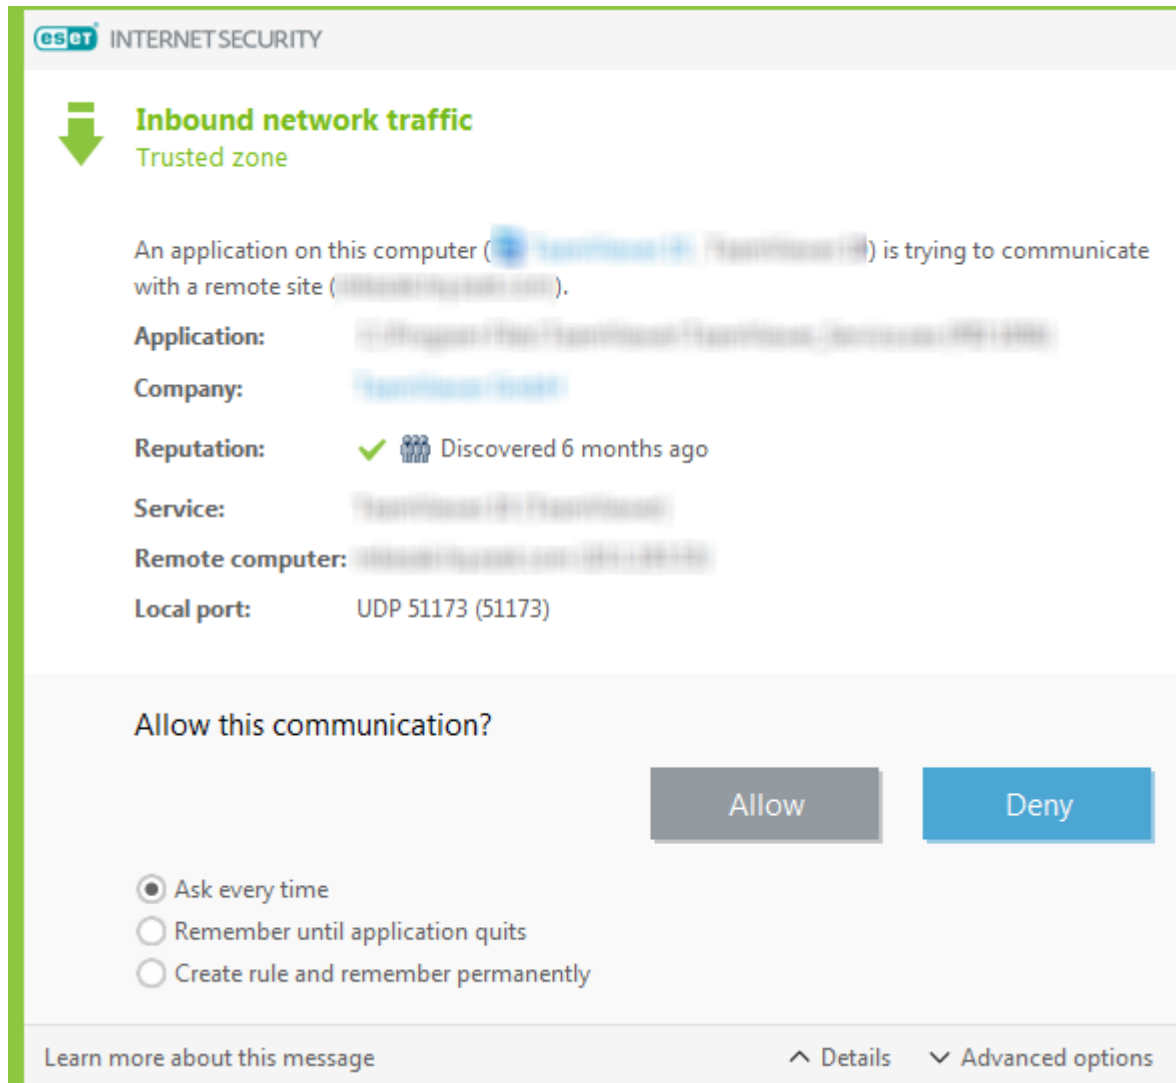 eset INTERNET SECURITY
Inbound network traffic
Trusted zone
An application on this computer ( ) is trying to communicate
with a remote site ( ).
Application:
Company:
Reputation: Discovered 6 months ago
Service:
Remote computer:
Local port: UDP 51173 (51173)
Allow this communication?
Allow Deny
Ask every time
Remember until application quits
Create rule and remember permanently
Learn more about this message Details Advanced options